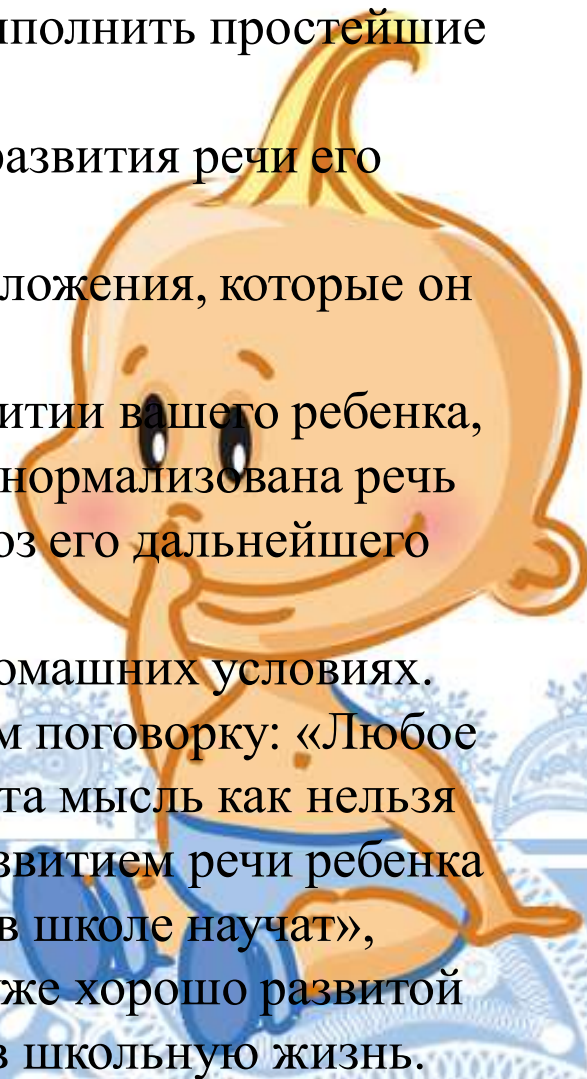 ыполнить простейшие
развития речи его
ложения, которые он
итии вашего ребенка,
нормализована речь
оз его дальнейшего
омашних условиях.
м поговорку: «Любое
та мысль как нельзя
звитием речи ребенка
в школе научат»,
же хорошо развитой
в школьную жизнь.